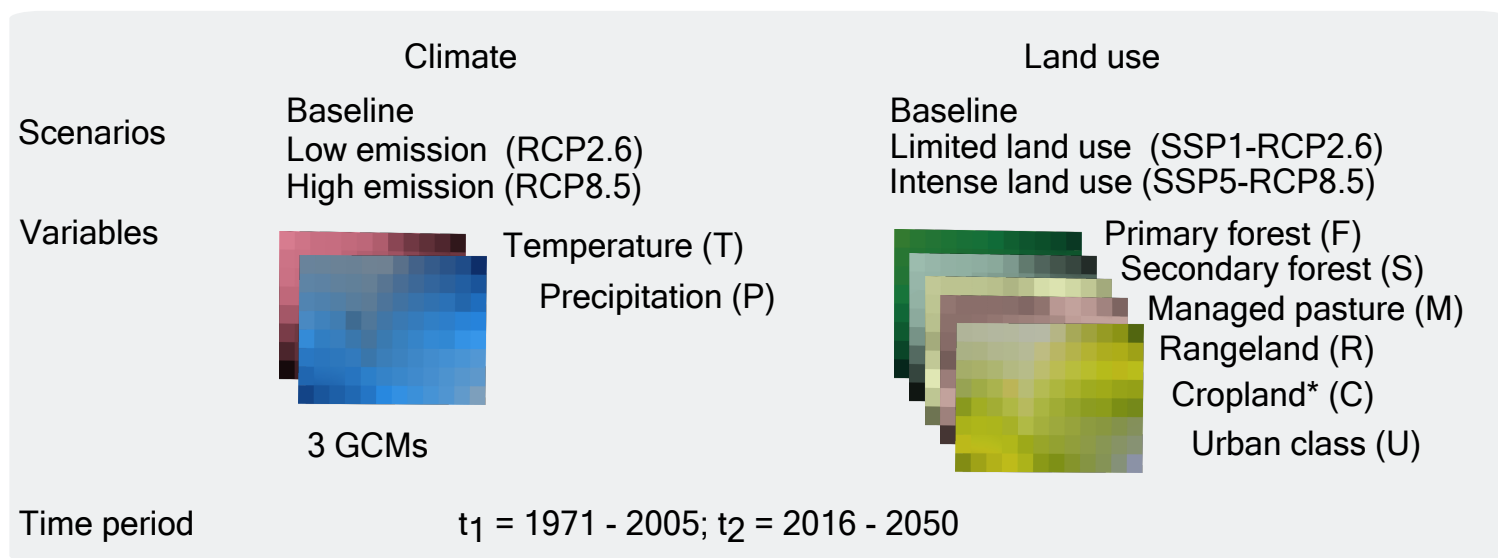 Climate
Land use
Scenarios
Baseline
Low emission (RCP2.6)
High emission (RCP8.5)
Baseline
Limited land use (SSP1-RCP2.6)
Intense land use (SSP5-RCP8.5)
Variables
Temperature (T)
Precipitation (P)
3 GCMs
Primary forest (F)
Secondary forest (S)
Managed pasture (M)
Rangeland (R)
Cropland* (C)
Urban class (U)
Time period
t1 = 1971 - 2005; t2 = 2016 - 2050